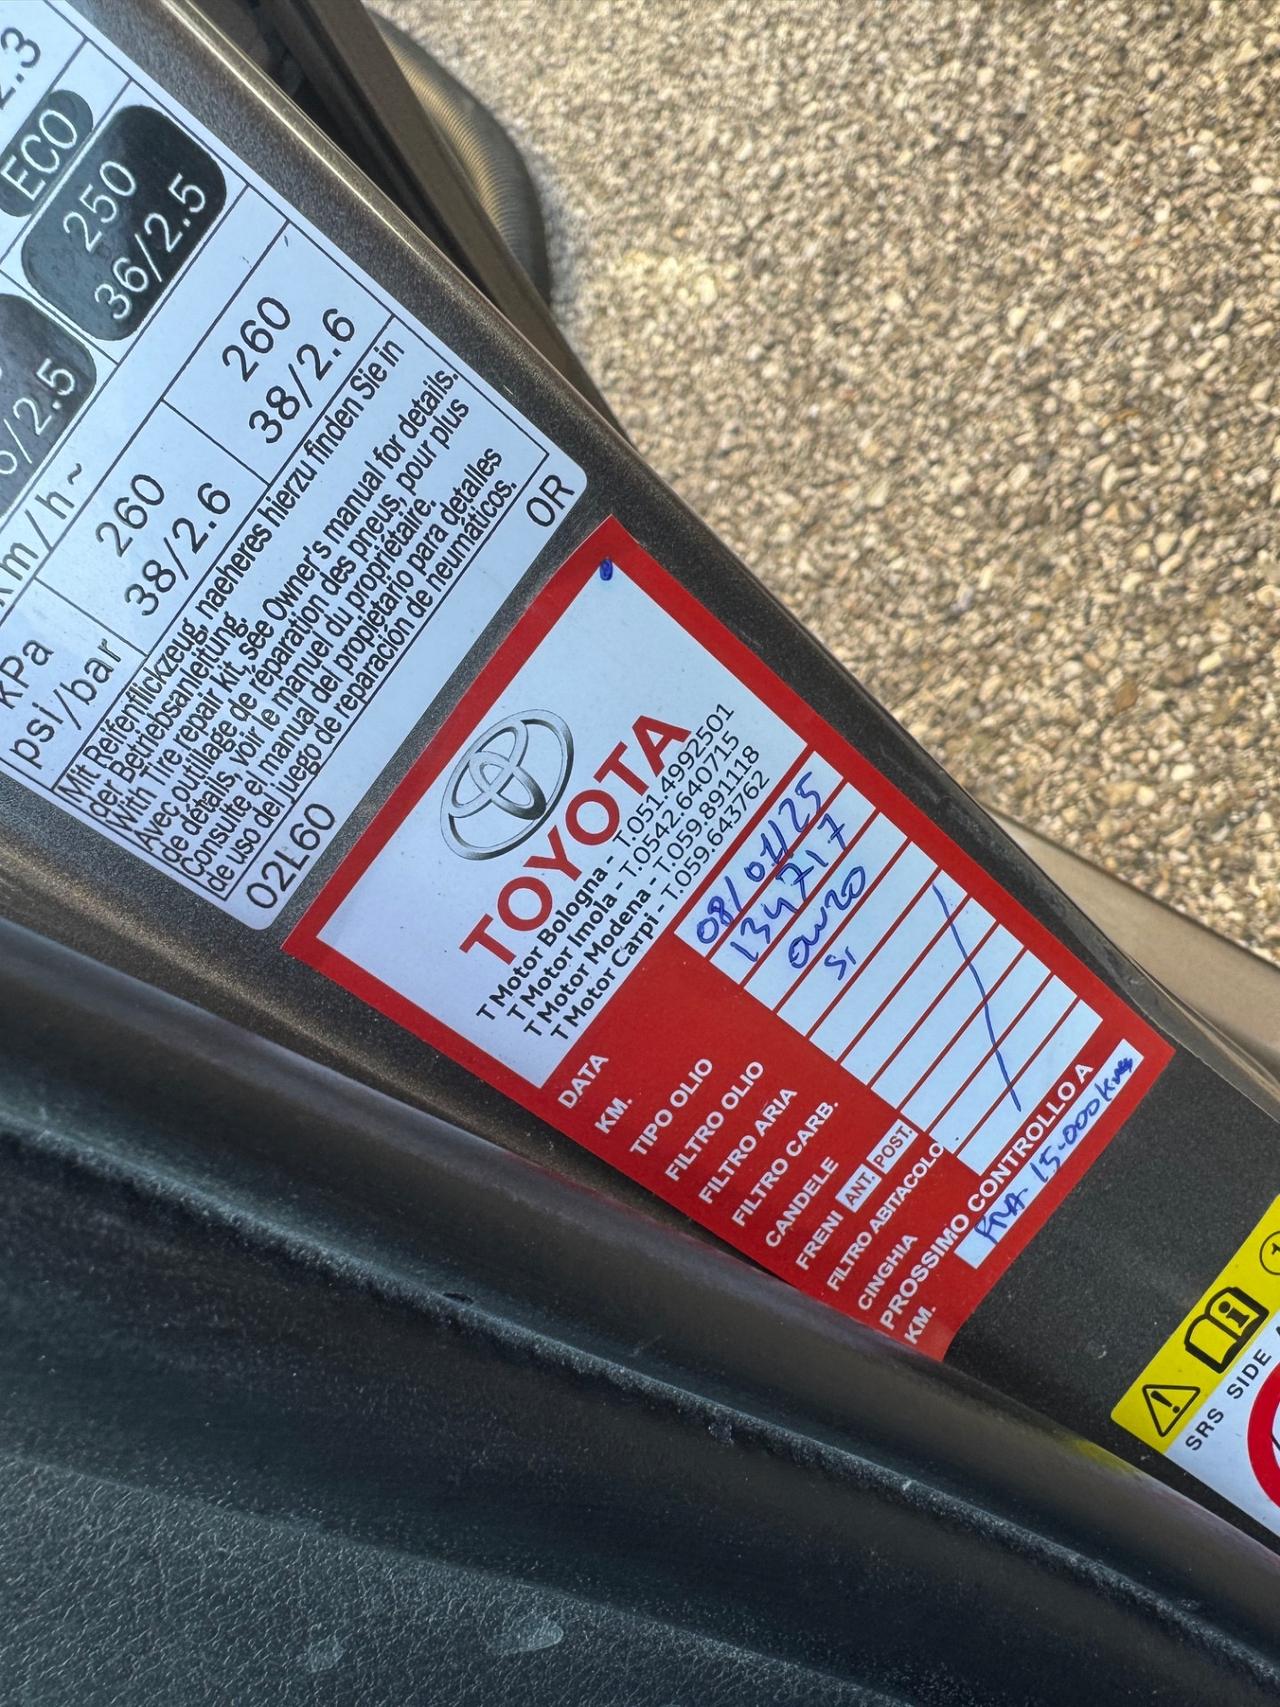 2.3
ECO
250
36/2.5
/2.5
km/h~
260
38/2.6
260
38/2.6
kPa
psi/bar
Mit Reifenflickzeug, naeheres hierzu finden Sie in
der Betriebsanleitung.
With Tire repair kit, see Owner's manual for details.
Avec outillage de réparation des pneus, pour plus
de détails, voir le manuel du propriétaire.
Consulte el manual del propietario para detalles
de uso del juego de reparación de neumáticos.
02L60
OR
TOYOTA
T Motor Bologna - T.051.4992501
T Motor Imola - T.0542.640715
T Motor Modena - T.059.891118
T Motor Carpi - T.059.643762
DATA 08/01/25
KM. 134717
TIPO OLIO 0W20
FILTRO OLIO SI
FILTRO ARIA
FILTRO CARB.
CANDELE
FRENI ANT. POST.
FILTRO ABITACOLO
CINGHIA
PROSSIMO CONTROLLO A
KM. 15.000 Km
1
SRS SIDE